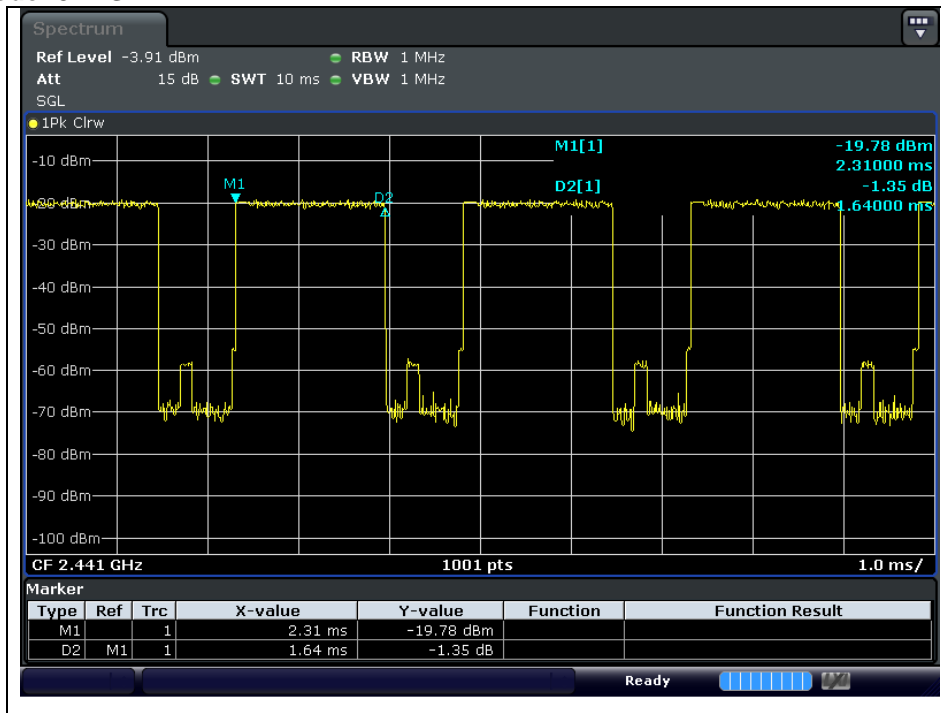 Spectrum
Ref Level -3.91 dBm RBW 1 MHz
Att 15 dB SWT 10 ms VBW 1 MHz
SGL
1Pk Clrw
M1[1] -19.78 dBm
2.31000 ms
D2[1] -1.35 dB
1.64000 ms
M1
D2
-10 dBm
-20 dBm
-30 dBm
-40 dBm
-50 dBm
-60 dBm
-70 dBm
-80 dBm
-90 dBm
-100 dBm
CF 2.441 GHz 1001 pts 1.0 ms/
Marker
Type Ref Trc X-value Y-value Function Function Result
M1 1 2.31 ms -19.78 dBm
D2 M1 1 1.64 ms -1.35 dB
Ready